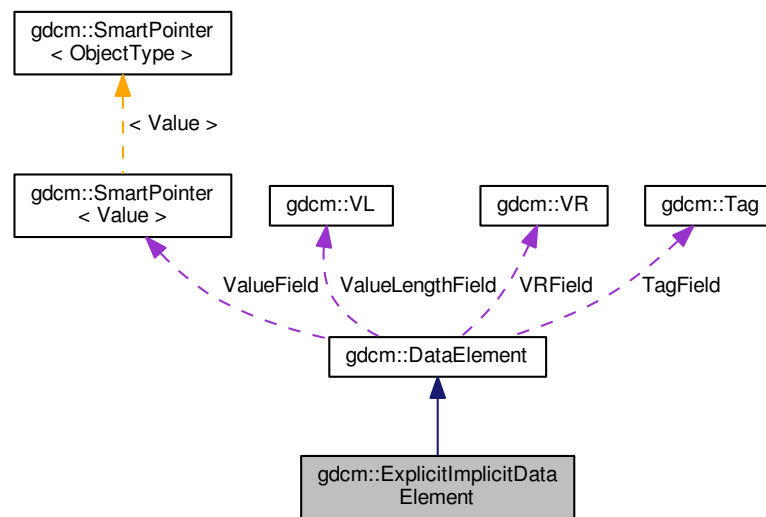 gdcm::SmartPointer
< ObjectType >
< Value >
gdcm::SmartPointer
< Value >
gdcm::VL
gdcm::VR
gdcm::Tag
ValueField
ValueLengthField
VRField
TagField
gdcm::DataElement
gdcm::ExplicitImplicitData
Element